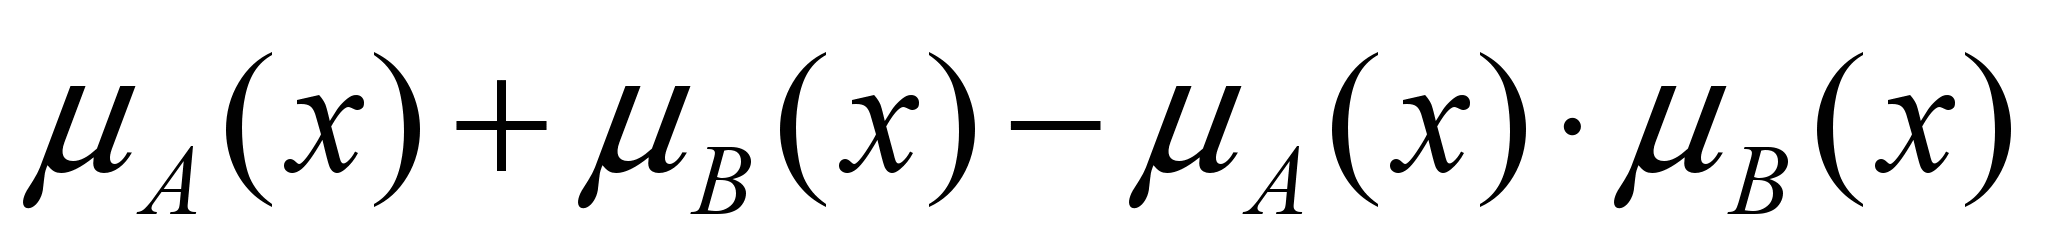 μ_A(x) + μ_B(x) − μ_A(x) · μ_B(x)